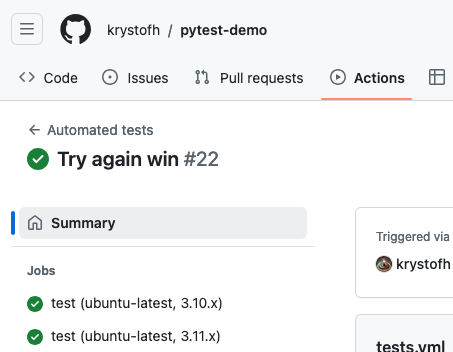 krystofh / pytest-demo
Code Issues Pull requests Actions
Automated tests
Try again win #22
Summary
Triggered via
krystofh
Jobs
test (ubuntu-latest, 3.10.x)
test (ubuntu-latest, 3.11.x)
tests.yml